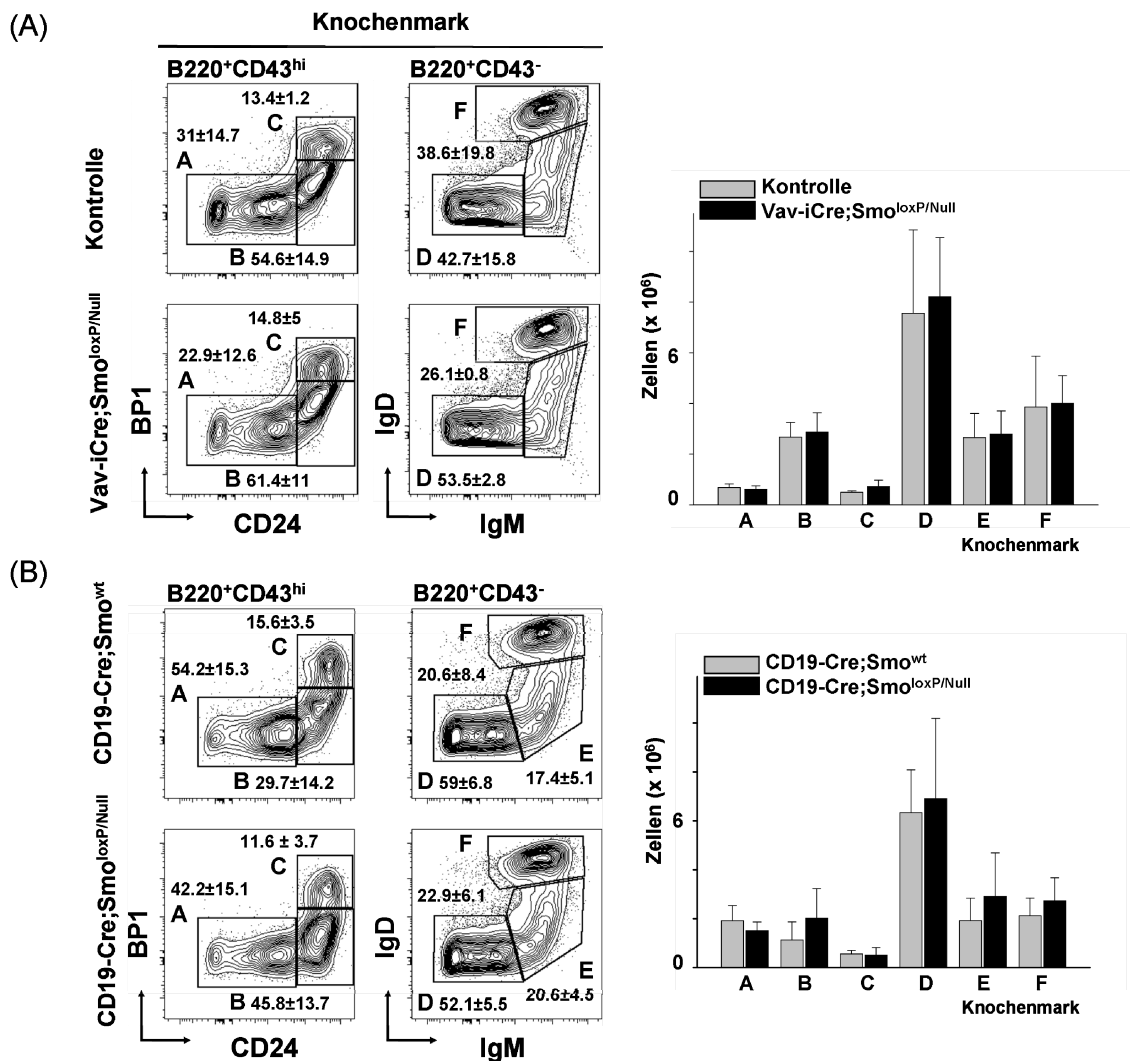 (A)
Knochenmark
B220⁺CD43ʰⁱ
B220⁺CD43⁻
Kontrolle
13.4±1.2
C
31±14.7
A
B 54.6±14.9
F
38.6±19.8
D 42.7±15.8
Vav-iCre;Smoˡᵒˣᴾ/ᴺᵘˡˡ
14.8±5
C
22.9±12.6
A
B 61.4±11
F
26.1±0.8
D 53.5±2.8
BP1
CD24
IgD
IgM
Kontrolle
Vav-iCre;Smoˡᵒˣᴾ/ᴺᵘˡˡ
Zellen (x 10⁶)
6
0
A B C D E F
Knochenmark
(B)
B220⁺CD43ʰⁱ
B220⁺CD43⁻
CD19-Cre;Smoʷᵗ
15.6±3.5
C
54.2±15.3
A
B 29.7±14.2
F
20.6±8.4
E
D 59±6.8
17.4±5.1
CD19-Cre;Smoˡᵒˣᴾ/ᴺᵘˡˡ
11.6 ± 3.7
C
42.2±15.1
A
B 45.8±13.7
F
22.9±6.1
E
D 52.1±5.5
20.6±4.5
BP1
CD24
IgD
IgM
CD19-Cre;Smoʷᵗ
CD19-Cre;Smoˡᵒˣᴾ/ᴺᵘˡˡ
Zellen (x 10⁶)
6
0
A B C D E F
Knochenmark